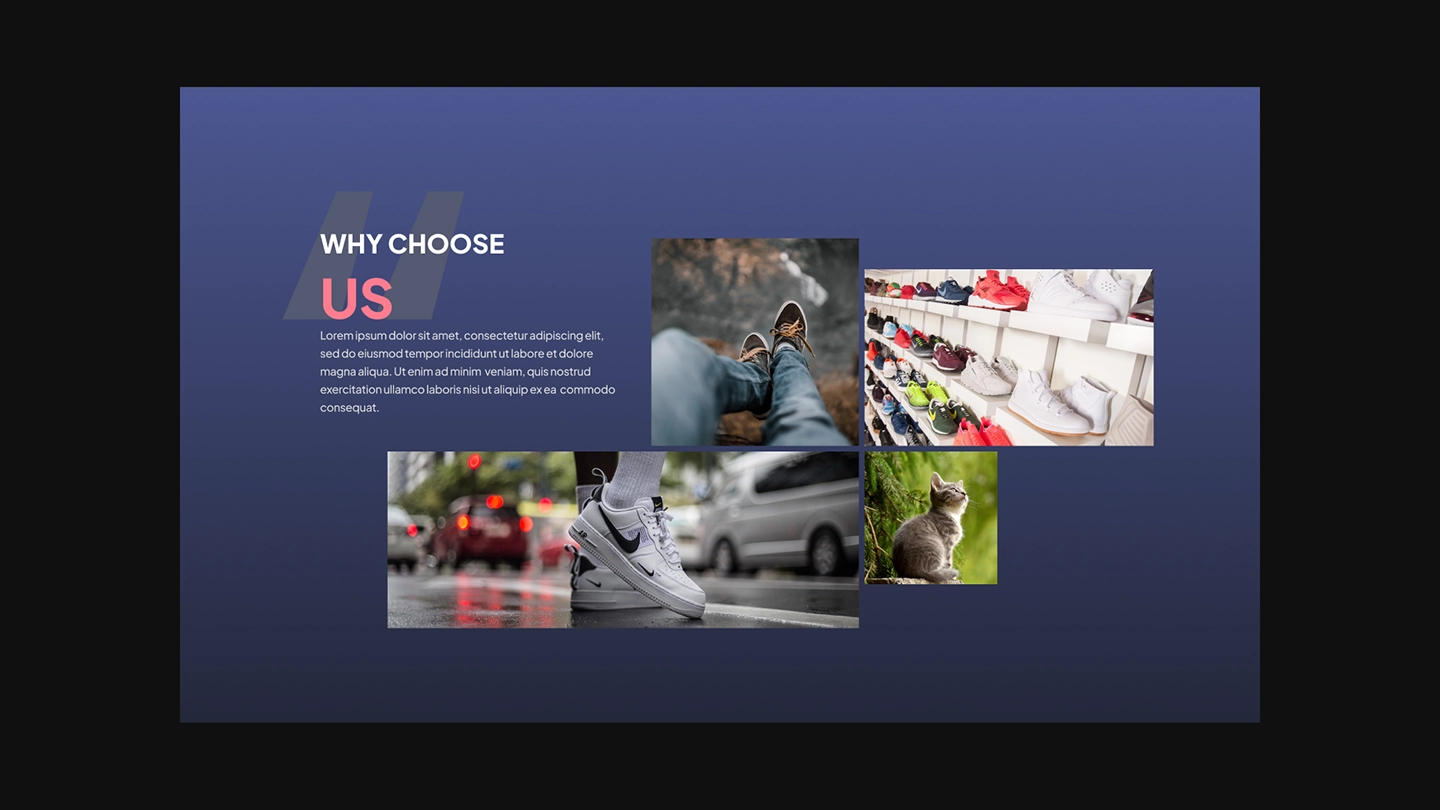 WHY CHOOSE
US
Lorem ipsum dolor sit amet, consectetur adipiscing elit,
sed do eiusmod tempor incididunt ut labore et dolore
magna aliqua. Ut enim ad minim veniam, quis nostrud
exercitation ullamco laboris nisi ut aliquip ex ea commodo
consequat.